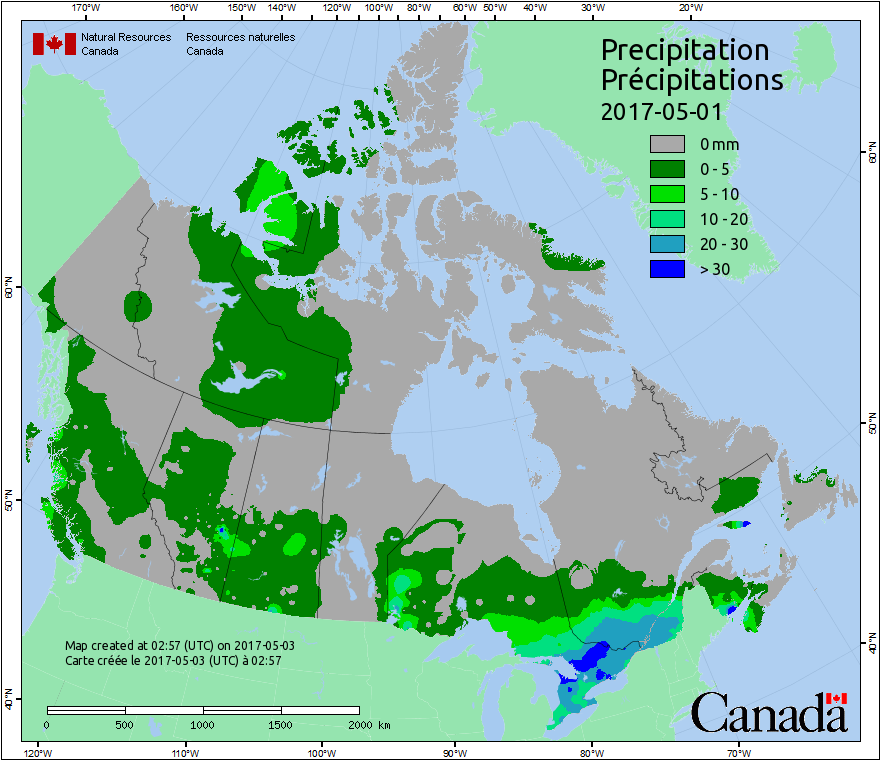 170°W 160°W 150°W 140°W 120°W 100°W 80°W 60°W 50°W 40°W 30°W 20°W
Natural Resources Canada
Ressources naturelles Canada
Precipitation
Précipitations
2017-05-01
0 mm
0 - 5
5 - 10
10 - 20
20 - 30
> 30
60°N
60°N
50°N
50°N
40°N
40°N
Map created at 02:57 (UTC) on 2017-05-03
Carte créée le 2017-05-03 (UTC) à 02:57
0 500 1000 1500 2000 km
Canada
120°W 110°W 100°W 90°W 80°W 70°W